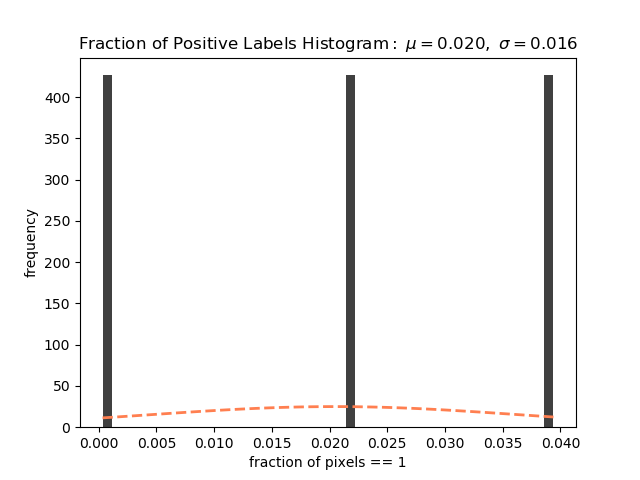 Fraction of Positive Labels Histogram : μ = 0.020, σ = 0.016
400
350
300
250
200
150
100
50
0
frequency
0.000 0.005 0.010 0.015 0.020 0.025 0.030 0.035 0.040
fraction of pixels == 1